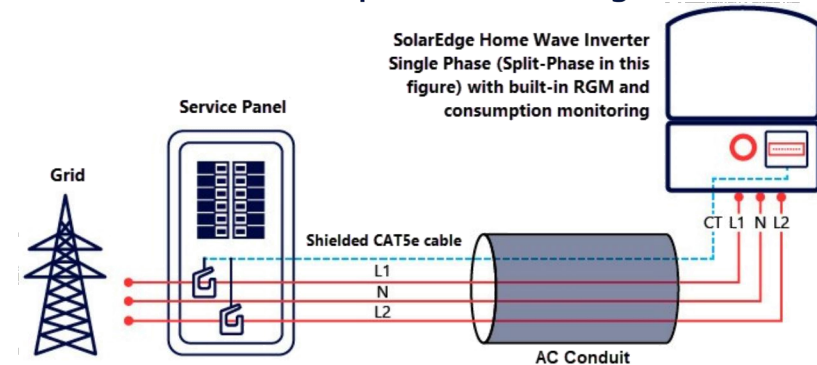 SolarEdge Home Wave Inverter
Single Phase (Split-Phase in this
figure) with built-in RGM and
consumption monitoring
Service Panel
Grid
CT L1 N L2
Shielded CAT5e cable
L1
N
L2
AC Conduit